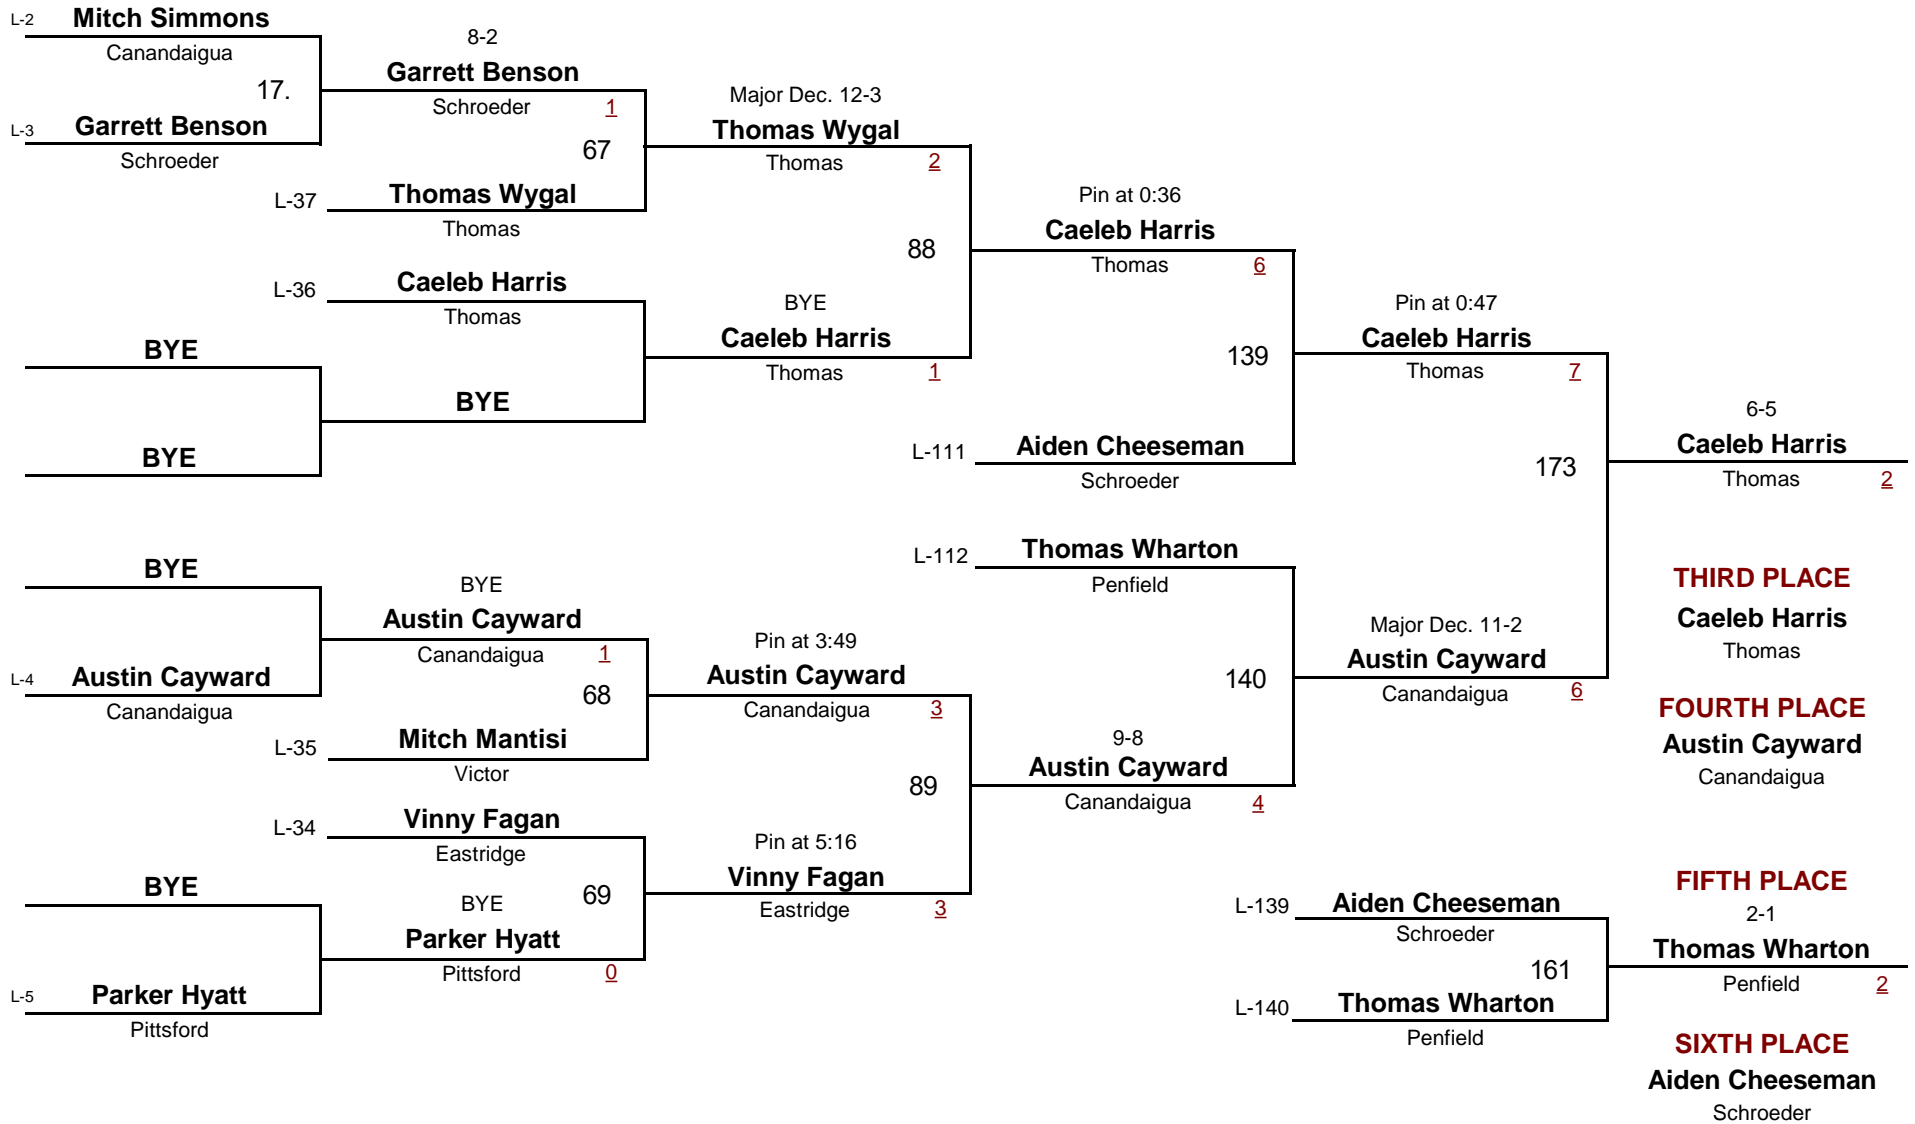 L-2 Mitch Simmons
Canandaigua
17.
L-3 Garrett Benson
Schroeder
8-2
Garrett Benson
Schroeder 1
67
L-37 Thomas Wygal
Thomas
L-36 Caeleb Harris
Thomas
BYE
BYE
BYE
Major Dec. 12-3
Thomas Wygal
Thomas 2
88
BYE
Caeleb Harris
Thomas 1
Pin at 0:36
Caeleb Harris
Thomas 6
139
L-111 Aiden Cheeseman
Schroeder
Pin at 0:47
Caeleb Harris
Thomas 7
173
6-5
Caeleb Harris
Thomas 2
BYE
L-4 Austin Cayward
Canandaigua
BYE
Austin Cayward
Canandaigua 1
68
L-35 Mitch Mantisi
Victor
L-34 Vinny Fagan
Eastridge
69
BYE
BYE
Parker Hyatt
Pittsford 0
L-5 Parker Hyatt
Pittsford
Pin at 3:49
Austin Cayward
Canandaigua 3
89
Pin at 5:16
Vinny Fagan
Eastridge 3
L-112 Thomas Wharton
Penfield
140
9-8
Austin Cayward
Canandaigua 4
Major Dec. 11-2
Austin Cayward
Canandaigua 6
THIRD PLACE
Caeleb Harris
Thomas
FOURTH PLACE
Austin Cayward
Canandaigua
L-139 Aiden Cheeseman
Schroeder
161
L-140 Thomas Wharton
Penfield
FIFTH PLACE
2-1
Thomas Wharton
Penfield 2
SIXTH PLACE
Aiden Cheeseman
Schroeder